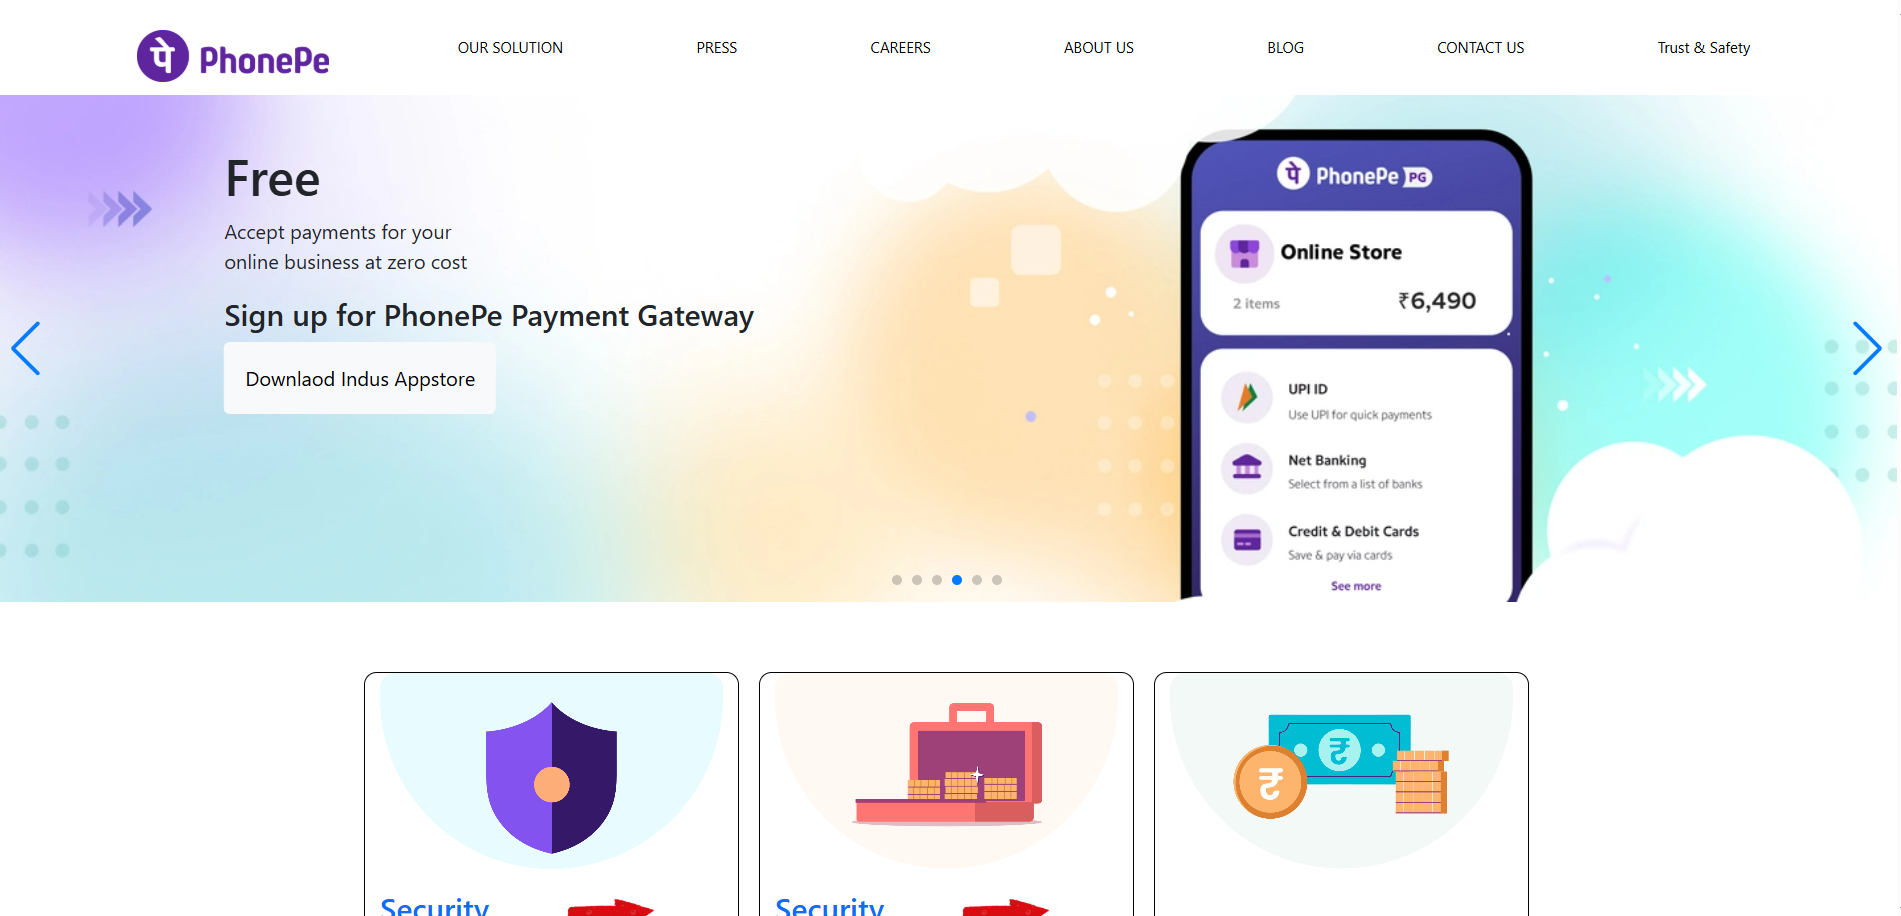 पे PhonePe
OUR SOLUTION
PRESS
CAREERS
ABOUT US
BLOG
CONTACT US
Trust & Safety
Free
Accept payments for your
online business at zero cost
Sign up for PhonePe Payment Gateway
Downlaod Indus Appstore
पे PhonePe PG
Online Store
2 items
₹6,490
UPI ID
Use UPI for quick payments
Net Banking
Select from a list of banks
Credit & Debit Cards
Save & pay via cards
See more
₹
₹
Security
Security